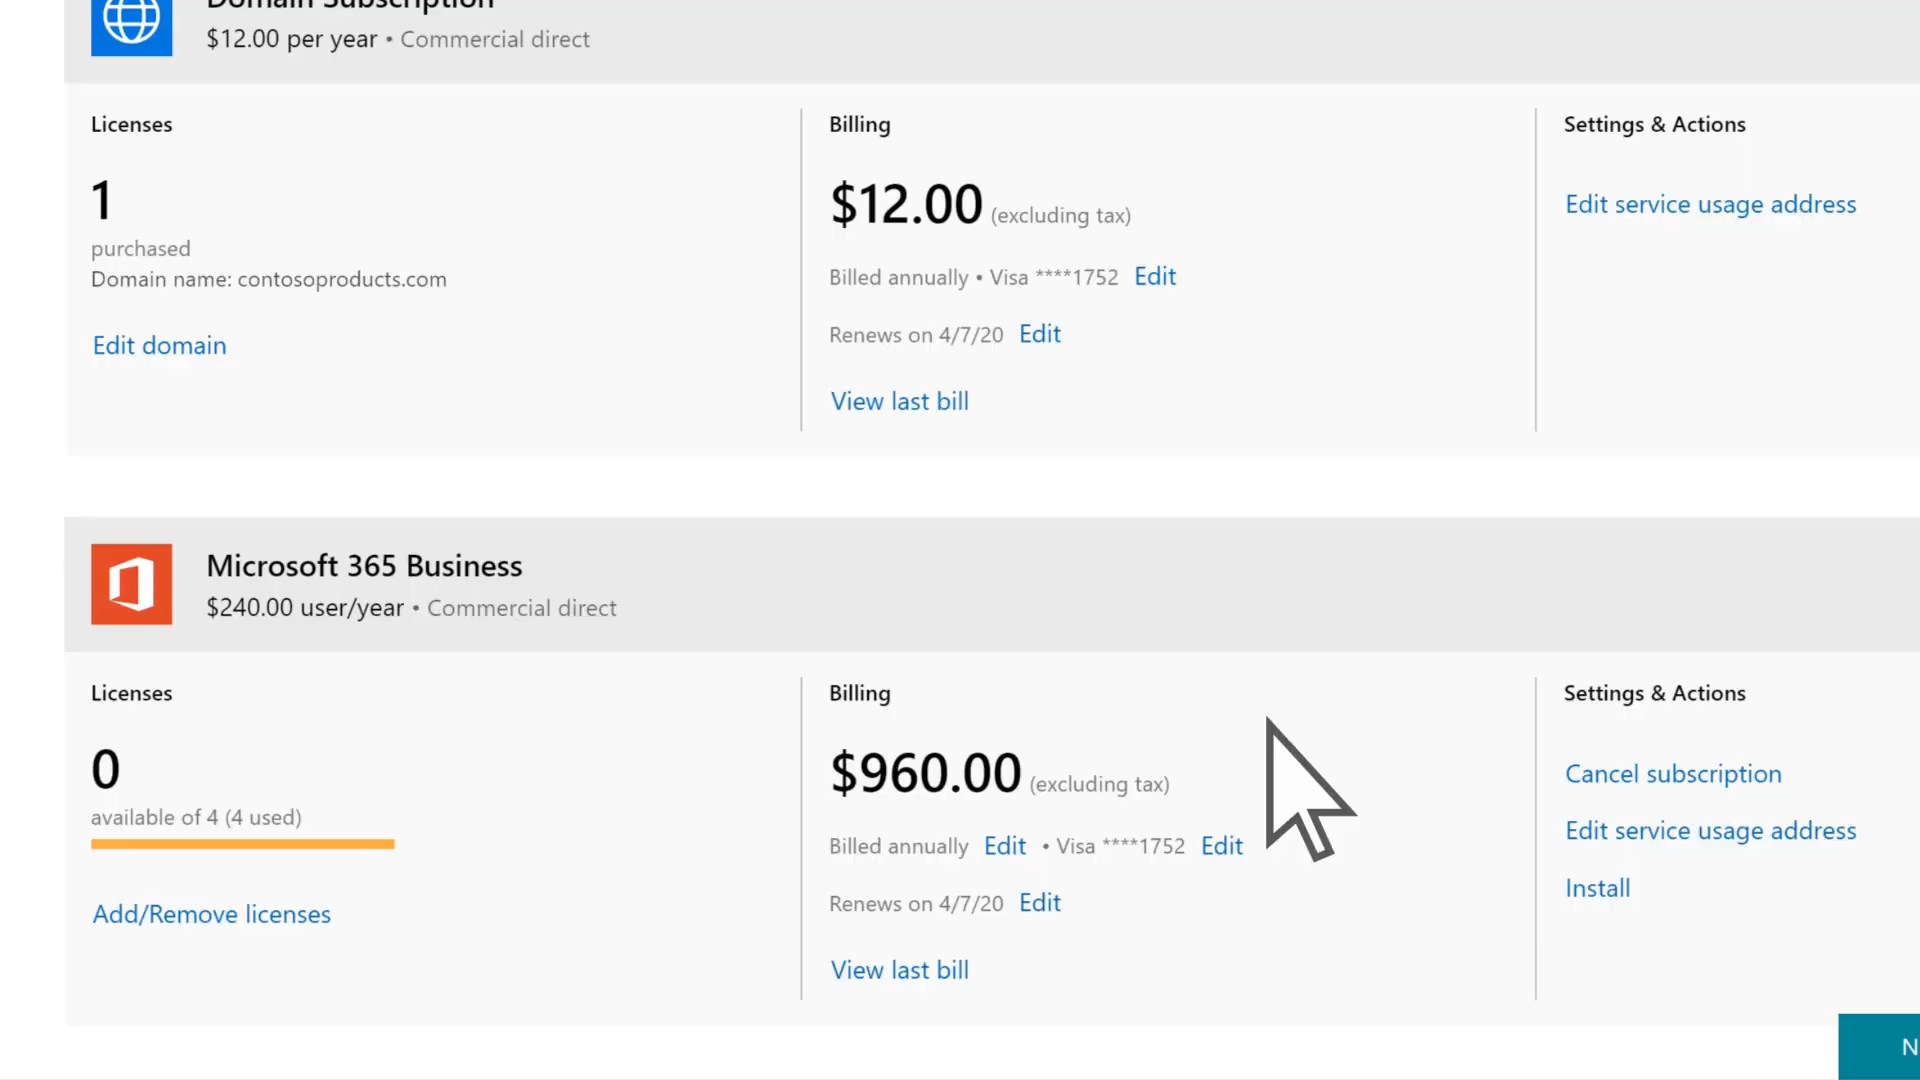 Domain Subscription
$12.00 per year • Commercial direct
Licenses
Billing
Settings & Actions
1
$12.00 (excluding tax)
Edit service usage address
purchased
Domain name: contosoproducts.com
Billed annually • Visa ****1752 Edit
Edit domain
Renews on 4/7/20 Edit
View last bill
Microsoft 365 Business
$240.00 user/year • Commercial direct
Licenses
Billing
Settings & Actions
0
$960.00 (excluding tax)
Cancel subscription
available of 4 (4 used)
Billed annually Edit • Visa ****1752 Edit
Edit service usage address
Add/Remove licenses
Renews on 4/7/20 Edit
Install
View last bill